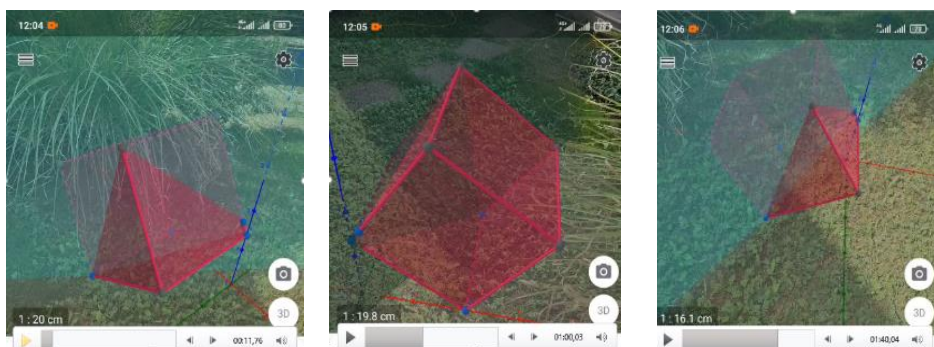 12:04
1 : 20 cm
3D
00:11,76
12:05
1 : 19.8 cm
3D
01:00,03
12:06
1 : 16.1 cm
3D
01:40,04